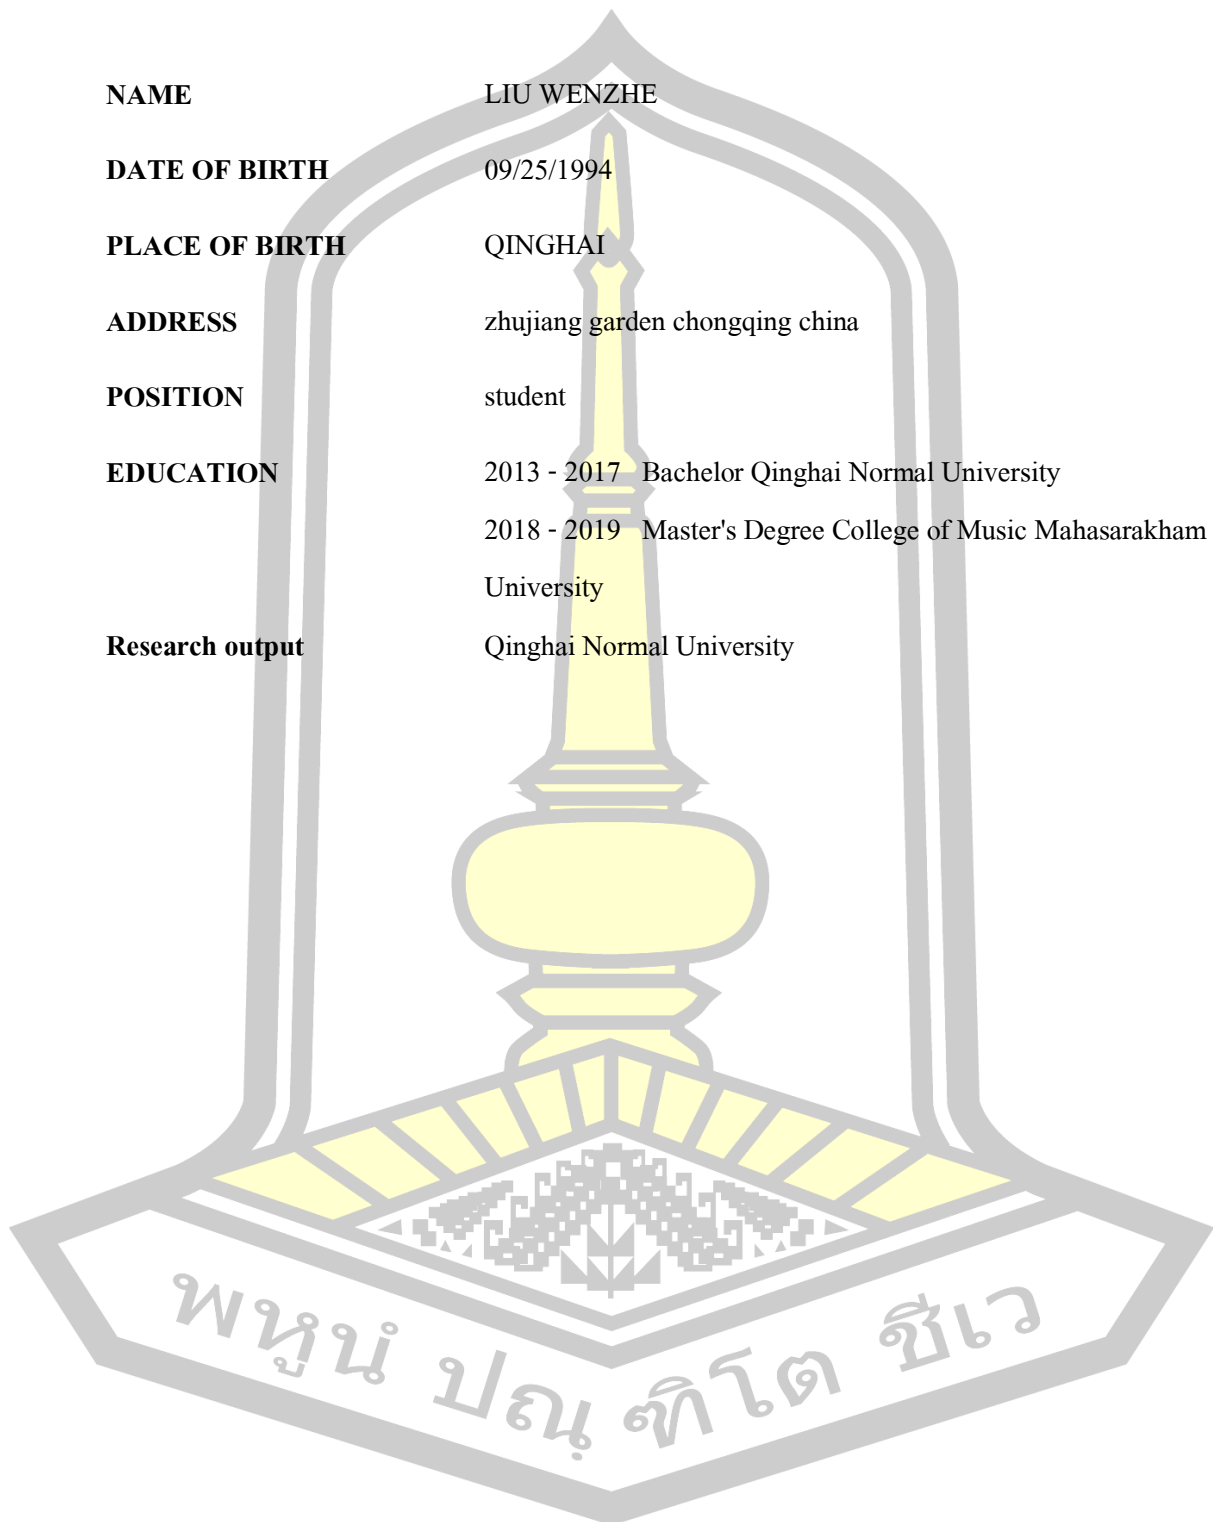 NAME LIU WENZHE
DATE OF BIRTH 09/25/1994
PLACE OF BIRTH QINGHAI
ADDRESS zhujiang garden chongqing china
POSITION student
EDUCATION 2013 - 2017 Bachelor Qinghai Normal University
2018 - 2019 Master's Degree College of Music Mahasarakham
University
Research output Qinghai Normal University
พหูนํ ปณฺ ฑิโต ชีเว